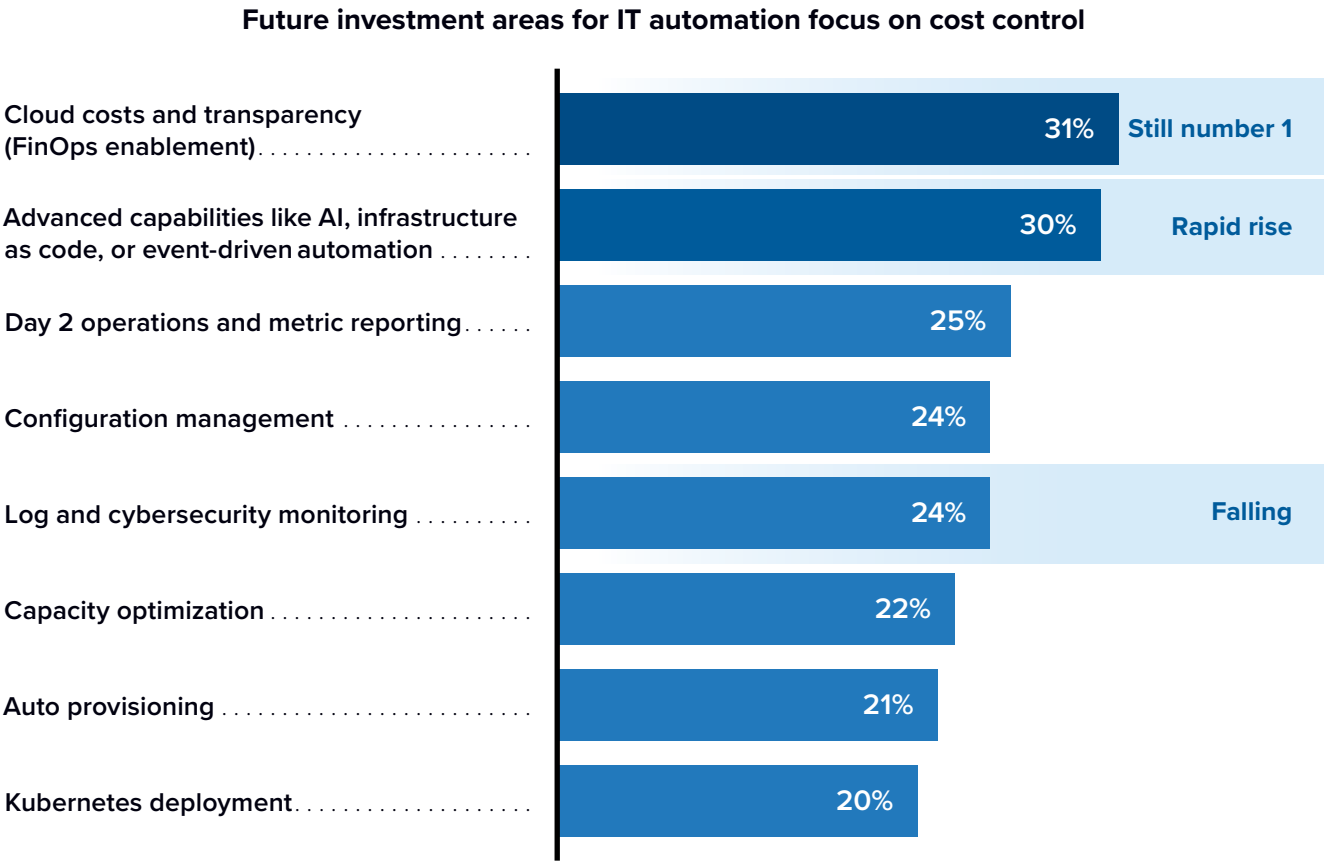 Future investment areas for IT automation focus on cost control
Cloud costs and transparency
(FinOps enablement)....................... 31% Still number 1
Advanced capabilities like AI, infrastructure
as code, or event-driven automation ........ 30% Rapid rise
Day 2 operations and metric reporting...... 25%
Configuration management ................ 24%
Log and cybersecurity monitoring .......... 24% Falling
Capacity optimization ...................... 22%
Auto provisioning .......................... 21%
Kubernetes deployment.................... 20%